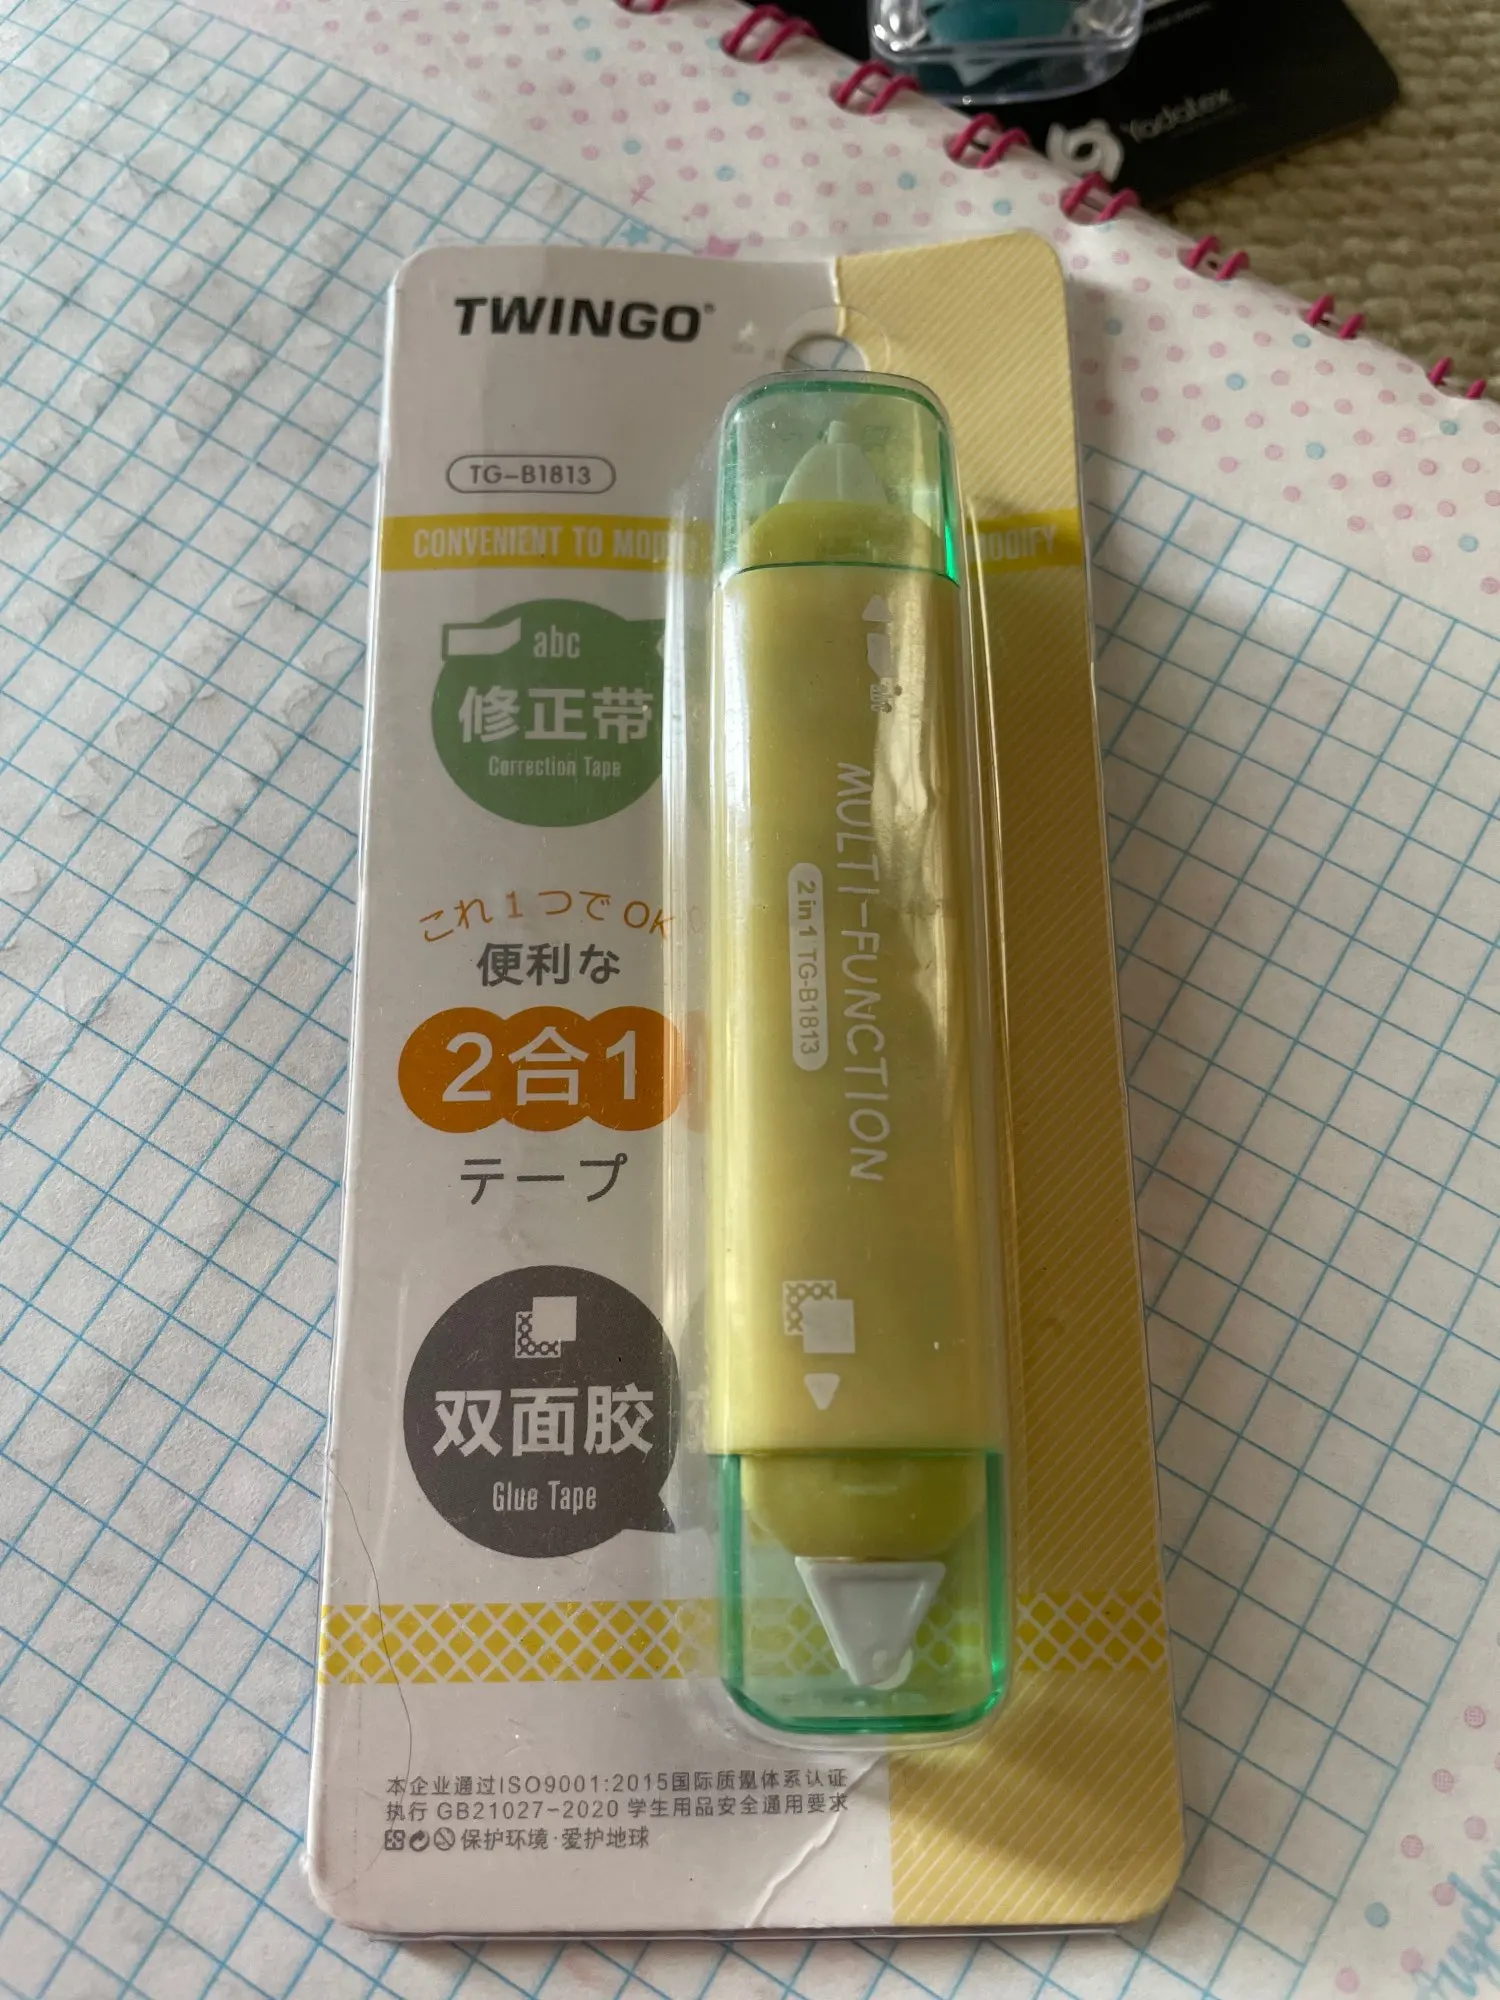 TWINGO®
TG-B1813
CONVENIENT TO MODIFY
abc
修正带
Correction Tape
これ1つでOK
便利な
2合1
テープ
双面胶
Glue Tape
abc
MULTI-FUNCTION
2 in 1 TG-B1813
本企业通过ISO9001:2015国际质量体系认证
执行 GB21027-2020 学生用品安全通用要求
保护环境·爱护地球
Yodatex